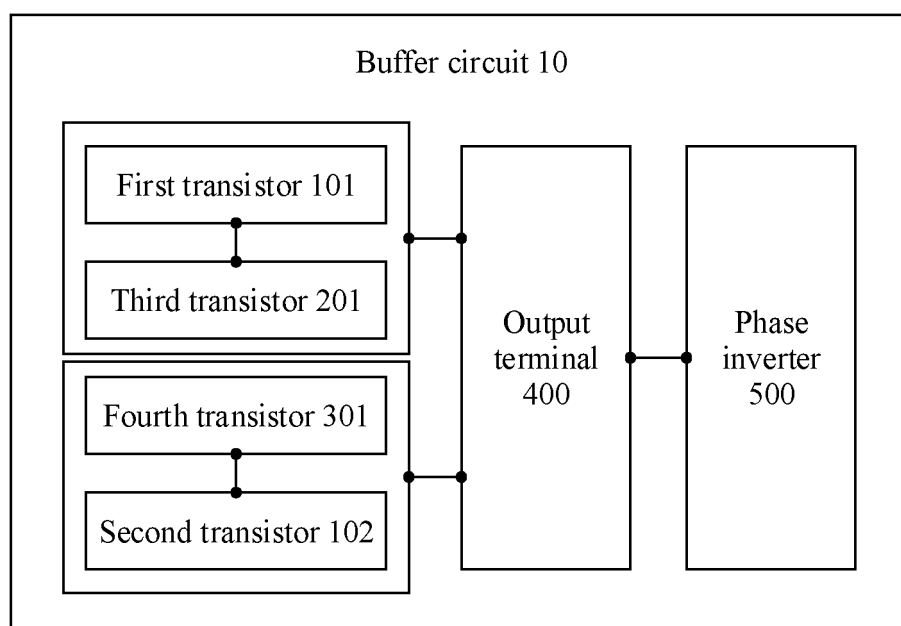 Buffer circuit 10
First transistor 101
Third transistor 201
Fourth transistor 301
Second transistor 102
Output
terminal
400
Phase
inverter
500